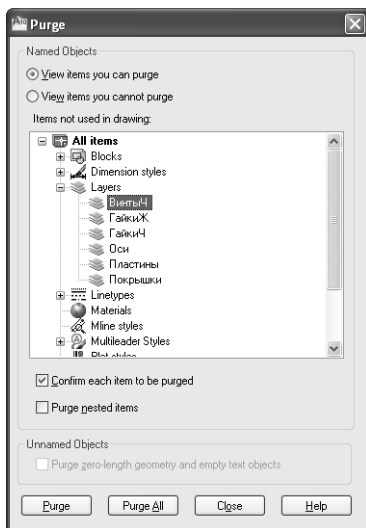 Purge
Named Objects
View items you can purge
View items you cannot purge
Items not used in drawing:
All items
Blocks
Dimension styles
Layers
ВинтыЧ
ГайкиЖ
ГайкиЧ
Оси
Пластины
Покрышки
Linetypes
Materials
Mline styles
Multileader Styles
Plot styles
Confirm each item to be purged
Purge nested items
Unnamed Objects
Purge zero-length geometry and empty text objects
Purge
Purge All
Close
Help